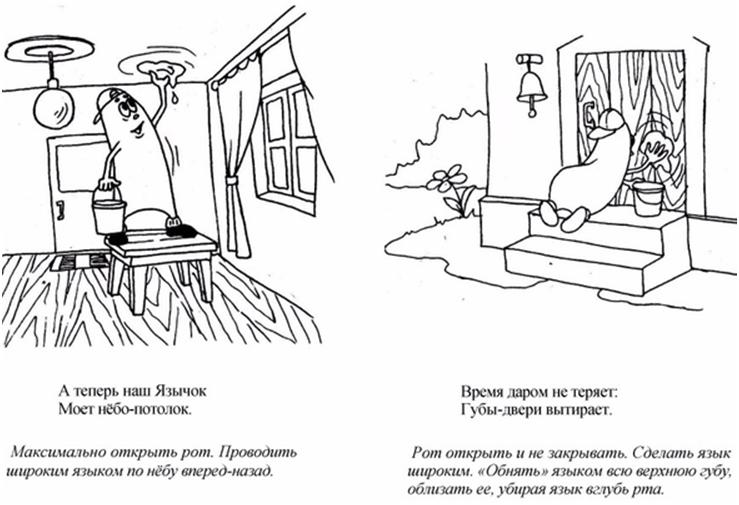 А теперь наш Язычок
Моет нёбо-потолок.
Максимально открыть рот. Проводить
широким языком по нёбу вперед-назад.
Время даром не теряет:
Губы-двери вытирает.
Рот открыть и не закрывать. Сделать язык
широким. «Обнять» языком всю верхнюю губу,
облизать ее, убирая язык вглубь рта.